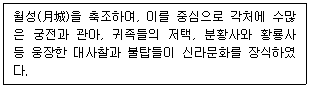 월성(月城)을 축조하며, 이를 중심으로 각처에 수많
은 궁전과 관아, 귀족들의 저택, 분황사와 황룡사
등 웅장한 대사찰과 불탑들이 신라문화를 장식하였
다.